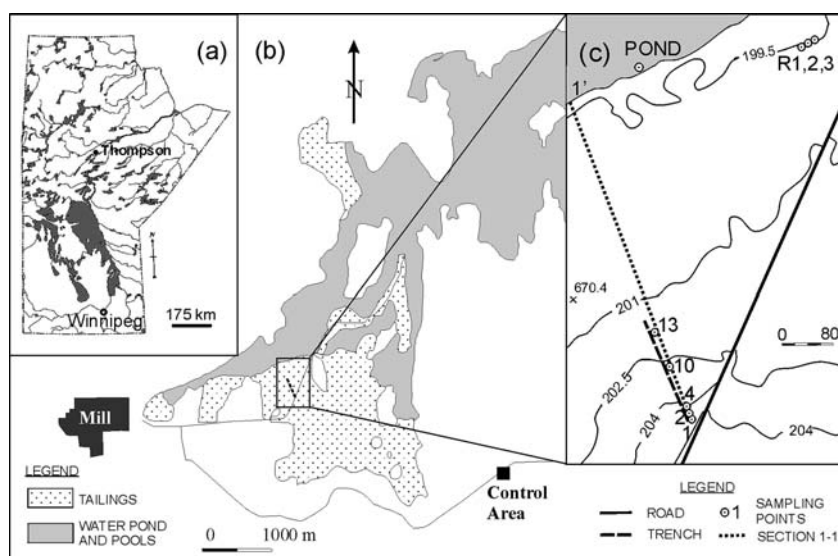 (a)
Thompson
Winnipeg
175 km
(b)
N
Mill
LEGEND
TAILINGS
WATER POND
AND POOLS
0 1000 m
Control
Area
(c)
POND
199.5
R1,2,3
1'
670.4
201
13
0 80
10
202.5
4
2
204
1
204
LEGEND
ROAD
TRENCH
1 SAMPLING
POINTS
SECTION 1-1